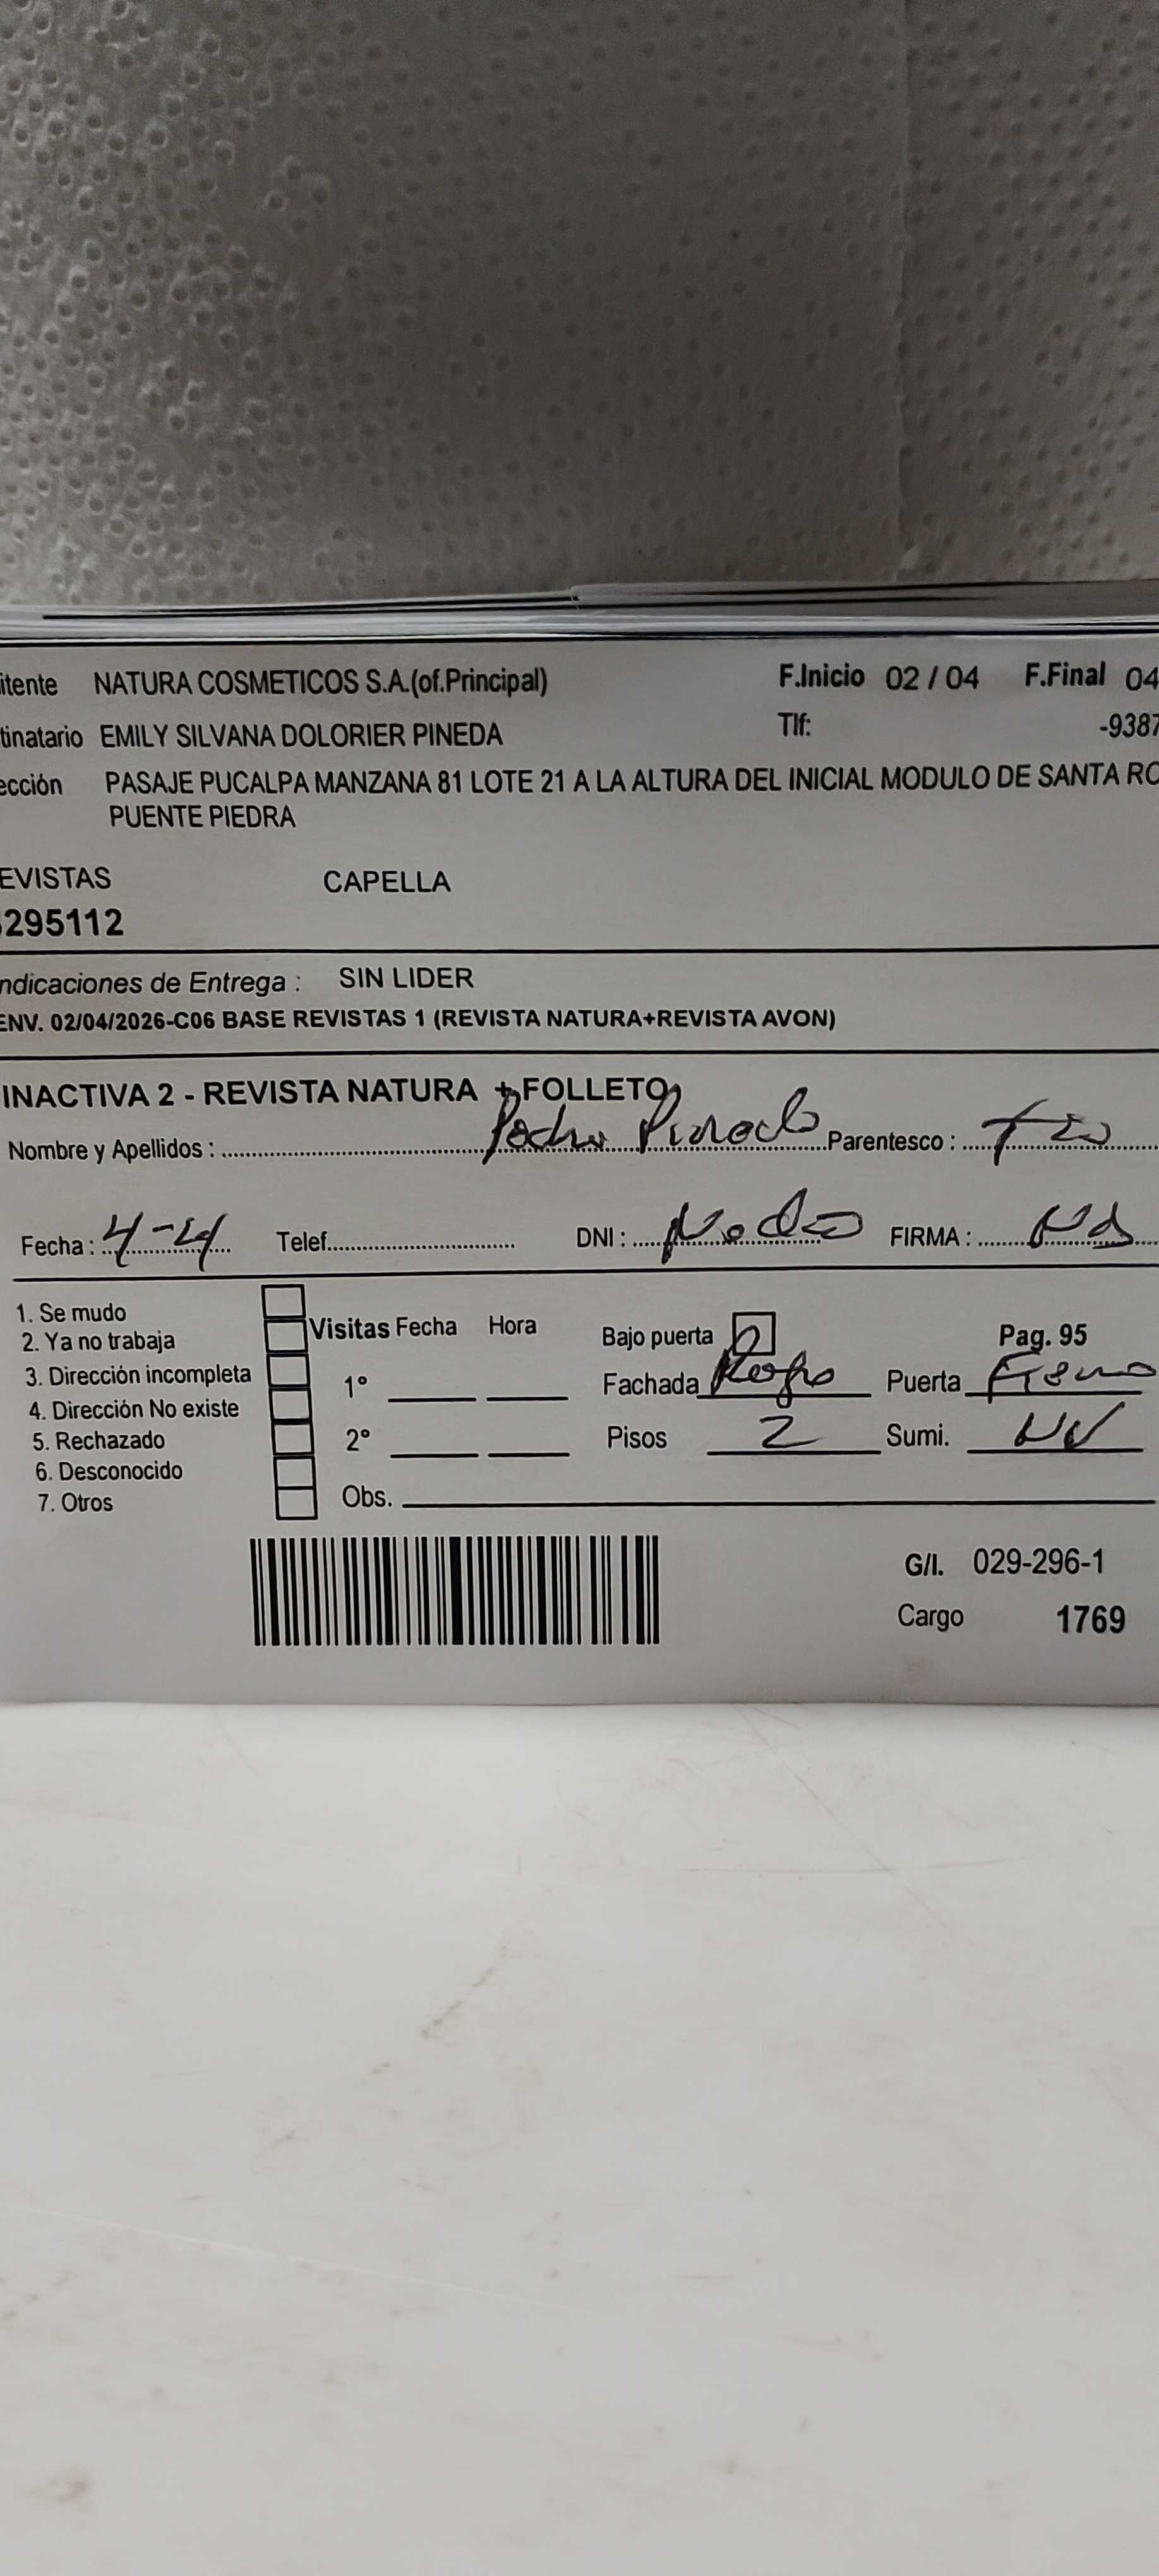 itente NATURA COSMETICOS S.A.(of.Principal) F.Inicio 02 / 04 F.Final 04
tinatario EMILY SILVANA DOLORIER PINEDA Tlf: -9387
ección PASAJE PUCALPA MANZANA 81 LOTE 21 A LA ALTURA DEL INICIAL MODULO DE SANTA RO
PUENTE PIEDRA
EVISTAS CAPELLA
295112
ndicaciones de Entrega : SIN LIDER
ENV. 02/04/2026-C06 BASE REVISTAS 1 (REVISTA NATURA+REVISTA AVON)
INACTIVA 2 - REVISTA NATURA + FOLLETO
Nombre y Apellidos : Pedro Parentesco : Tio
Fecha : 4-4 Telef. DNI : No dio FIRMA :
1. Se mudo
2. Ya no trabaja Visitas Fecha Hora Bajo puerta Pag. 95
3. Dirección incompleta 1° Fachada Rojo Puerta Fierro
4. Dirección No existe
5. Rechazado 2° Pisos 2 Sumi.
6. Desconocido
7. Otros Obs.
G/I. 029-296-1
Cargo 1769